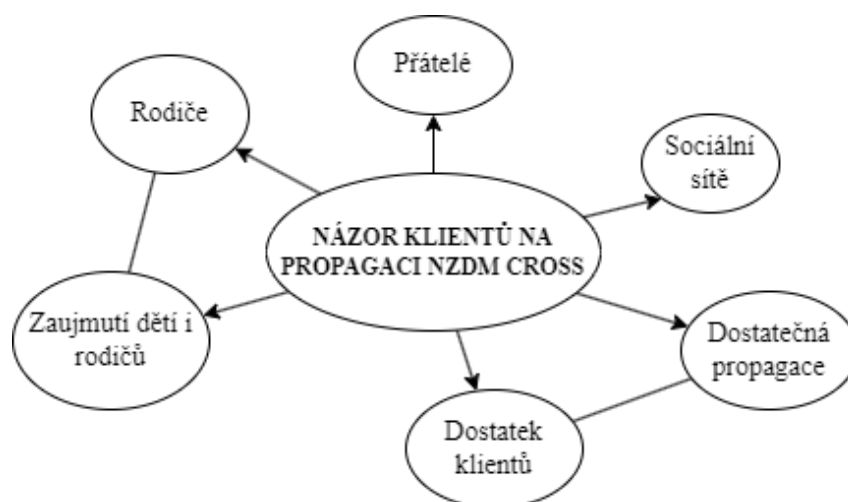 Přátelé
Rodiče
Sociální
sítě
NÁZOR KLIENTŮ NA
PROPAGACI NZDM CROSS
Zaujmutí dětí i
rodičů
Dostatečná
propagace
Dostatek
klientů